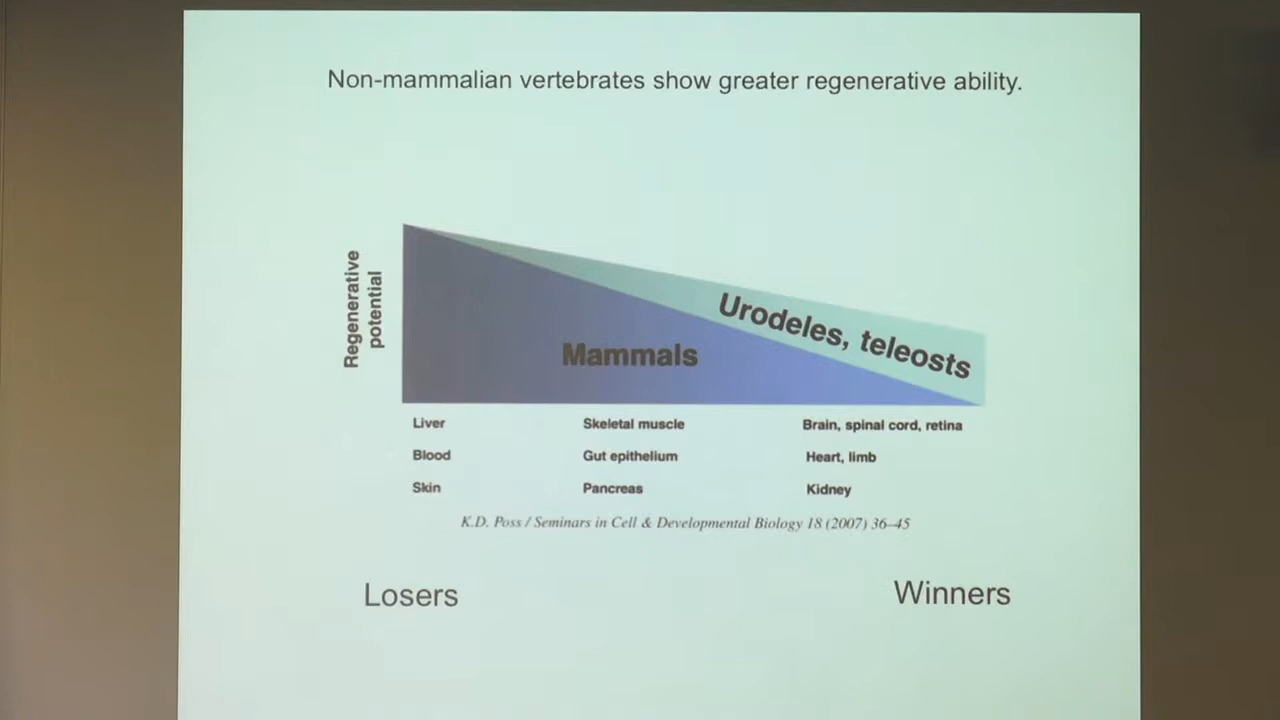 Non-mammalian vertebrates show greater regenerative ability.
Regenerative
potential
Urodeles, teleosts
Mammals
Liver Skeletal muscle Brain, spinal cord, retina
Blood Gut epithelium Heart, limb
Skin Pancreas Kidney
K.D. Poss / Seminars in Cell & Developmental Biology 18 (2007) 36–45
Losers Winners